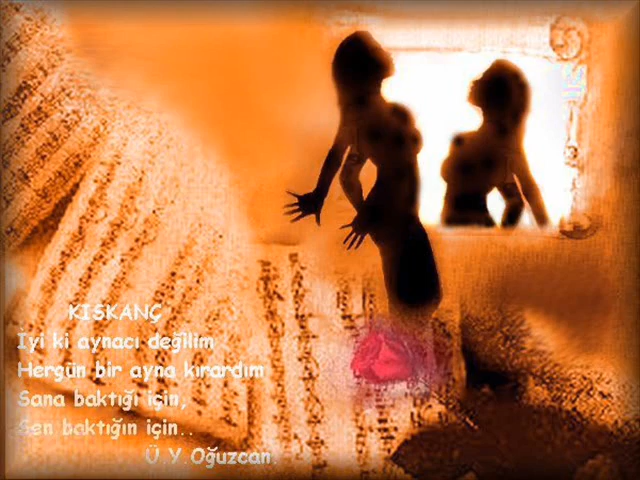 KISKANÇ
İyi ki aynacı değilim
Hergün bir ayna kırardım
Sana baktığı için,
Sen baktığın için..
Ü.Y.Oğuzcan.